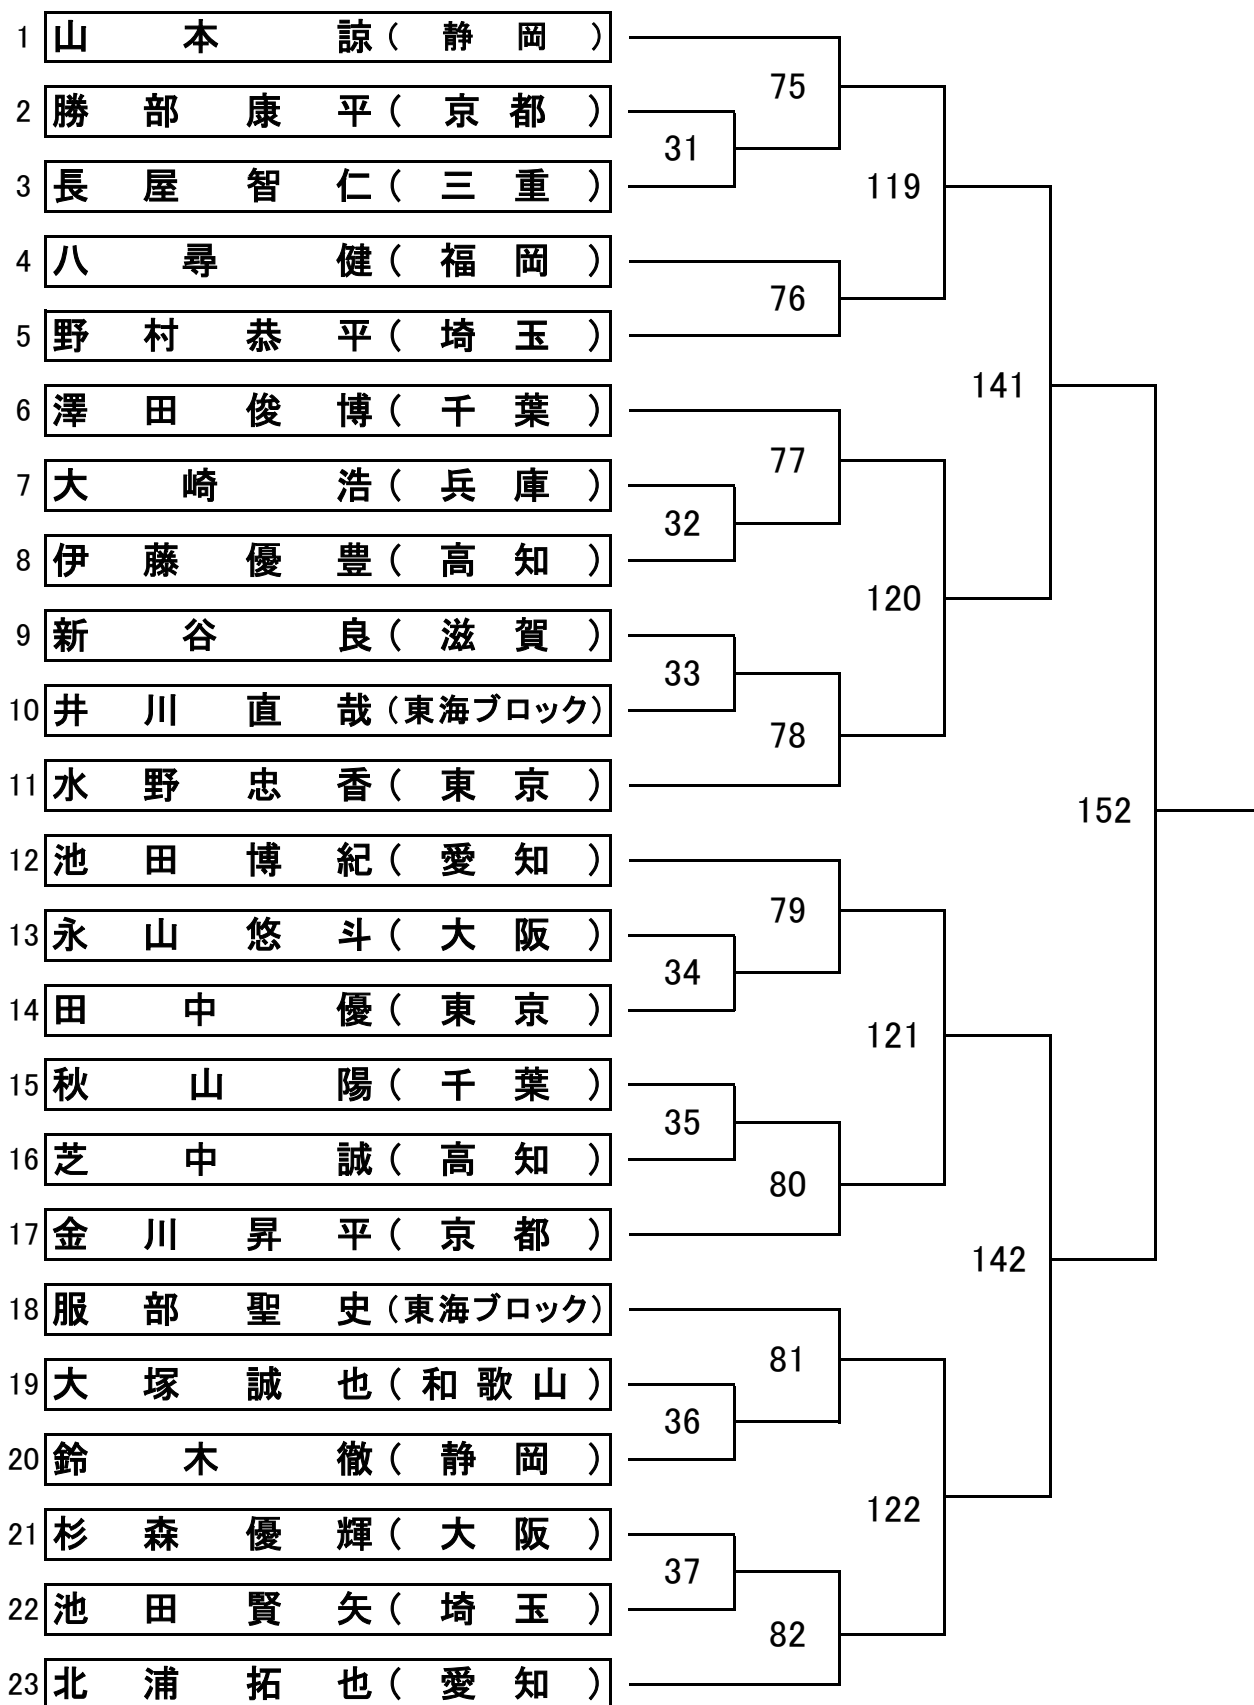 1 山本諒(静岡)
75
2 勝部康平(京都)
31
3 長屋智仁(三重)
119
4 八尋健(福岡)
76
5 野村恭平(埼玉)
141
6 澤田俊博(千葉)
77
7 大崎浩(兵庫)
32
8 伊藤優豊(高知)
120
9 新谷良(滋賀)
33
10 井川直哉(東海ブロック)
78
11 水野忠香(東京)
152
12 池田博紀(愛知)
79
13 永山悠斗(大阪)
34
14 田中優(東京)
121
15 秋山陽(千葉)
35
16 芝中誠(高知)
80
17 金川昇平(京都)
142
18 服部聖史(東海ブロック)
81
19 大塚誠也(和歌山)
36
20 鈴木徹(静岡)
122
21 杉森優輝(大阪)
37
22 池田賢矢(埼玉)
82
23 北浦拓也(愛知)